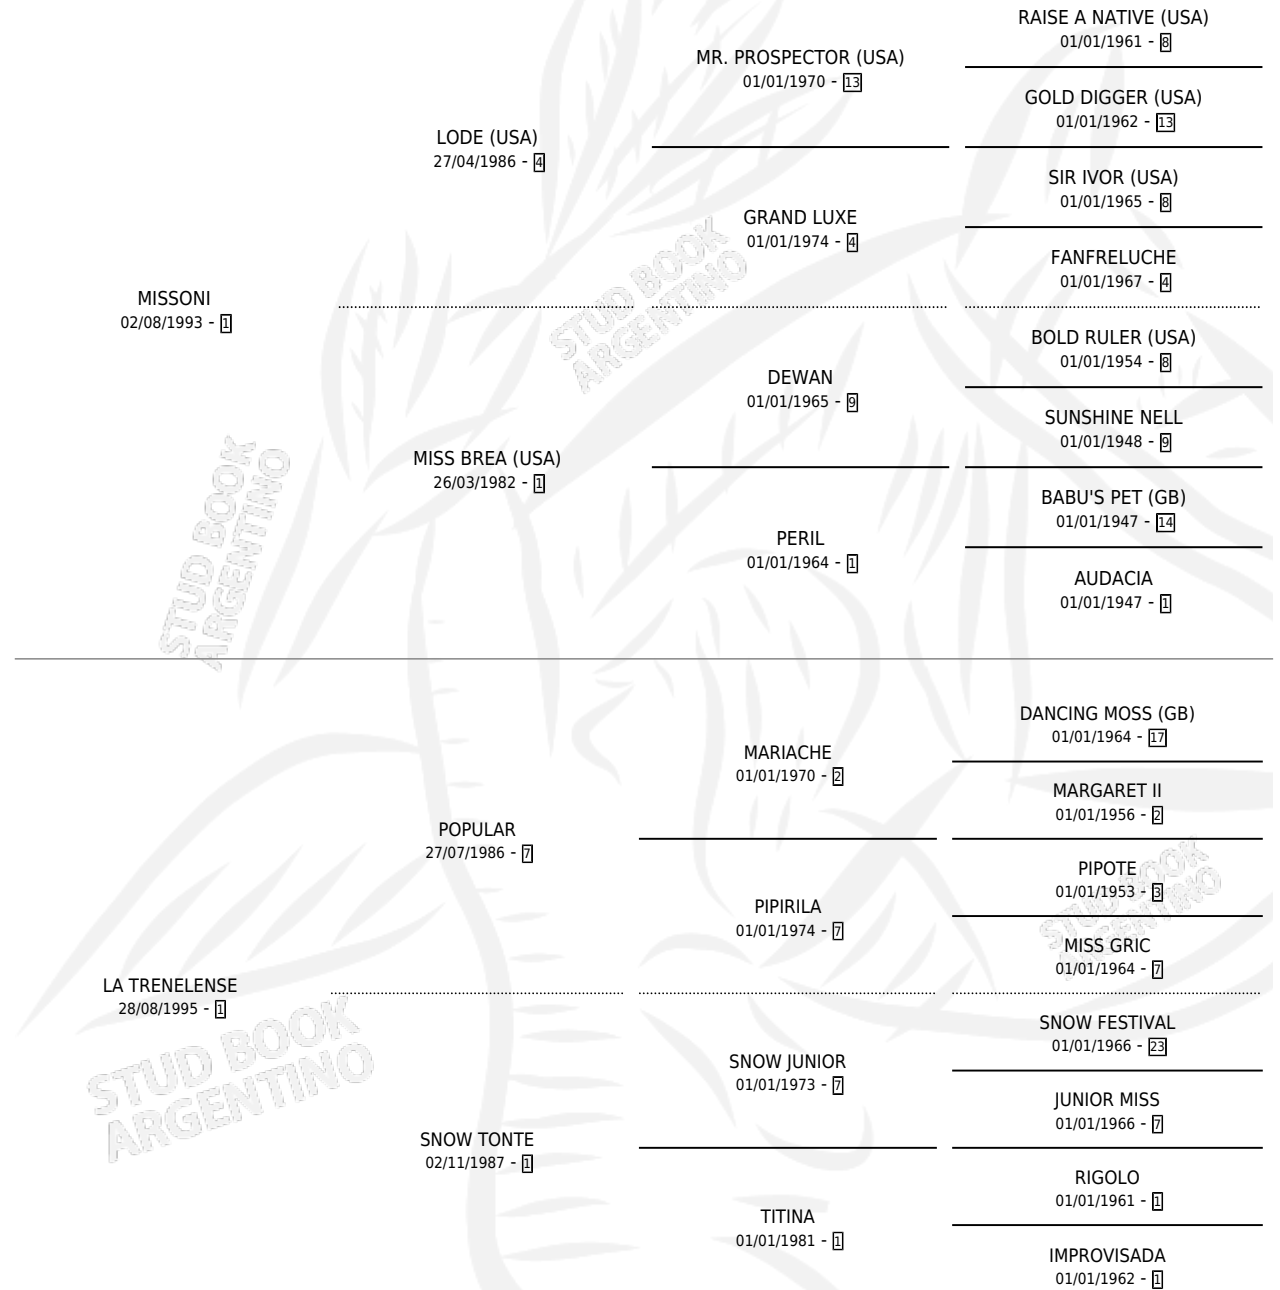 RAISE A NATIVE (USA)
01/01/1961 - 8
MR. PROSPECTOR (USA)
01/01/1970 - 13
GOLD DIGGER (USA)
01/01/1962 - 13
LODE (USA)
27/04/1986 - 4
SIR IVOR (USA)
01/01/1965 - 8
GRAND LUXE
01/01/1974 - 4
FANFRELUCHE
01/01/1967 - 4
STUD BOOK
ARGENTINO
MISSONI
02/08/1993 - 1
BOLD RULER (USA)
01/01/1954 - 8
DEWAN
01/01/1965 - 9
SUNSHINE NELL
01/01/1948 - 9
MISS BREA (USA)
26/03/1982 - 1
BABU'S PET (GB)
01/01/1947 - 14
PERIL
01/01/1964 - 1
AUDACIA
01/01/1947 - 1
STUD BOOK
ARGENTINO
DANCING MOSS (GB)
01/01/1964 - 17
MARIACHE
01/01/1970 - 2
MARGARET II
01/01/1956 - 2
POPULAR
27/07/1986 - 7
PIPOTE
01/01/1953 - 3
PIPIRILA
01/01/1974 - 7
MISS GRIC
01/01/1964 - 7
STUD BOOK
ARGENTINO
LA TRENELENSE
28/08/1995 - 1
SNOW FESTIVAL
01/01/1966 - 23
SNOW JUNIOR
01/01/1973 - 7
JUNIOR MISS
01/01/1966 - 7
STUD BOOK
ARGENTINO
SNOW TONTE
02/11/1987 - 1
RIGOLO
01/01/1961 - 1
TITINA
01/01/1981 - 1
IMPROVISADA
01/01/1962 - 1